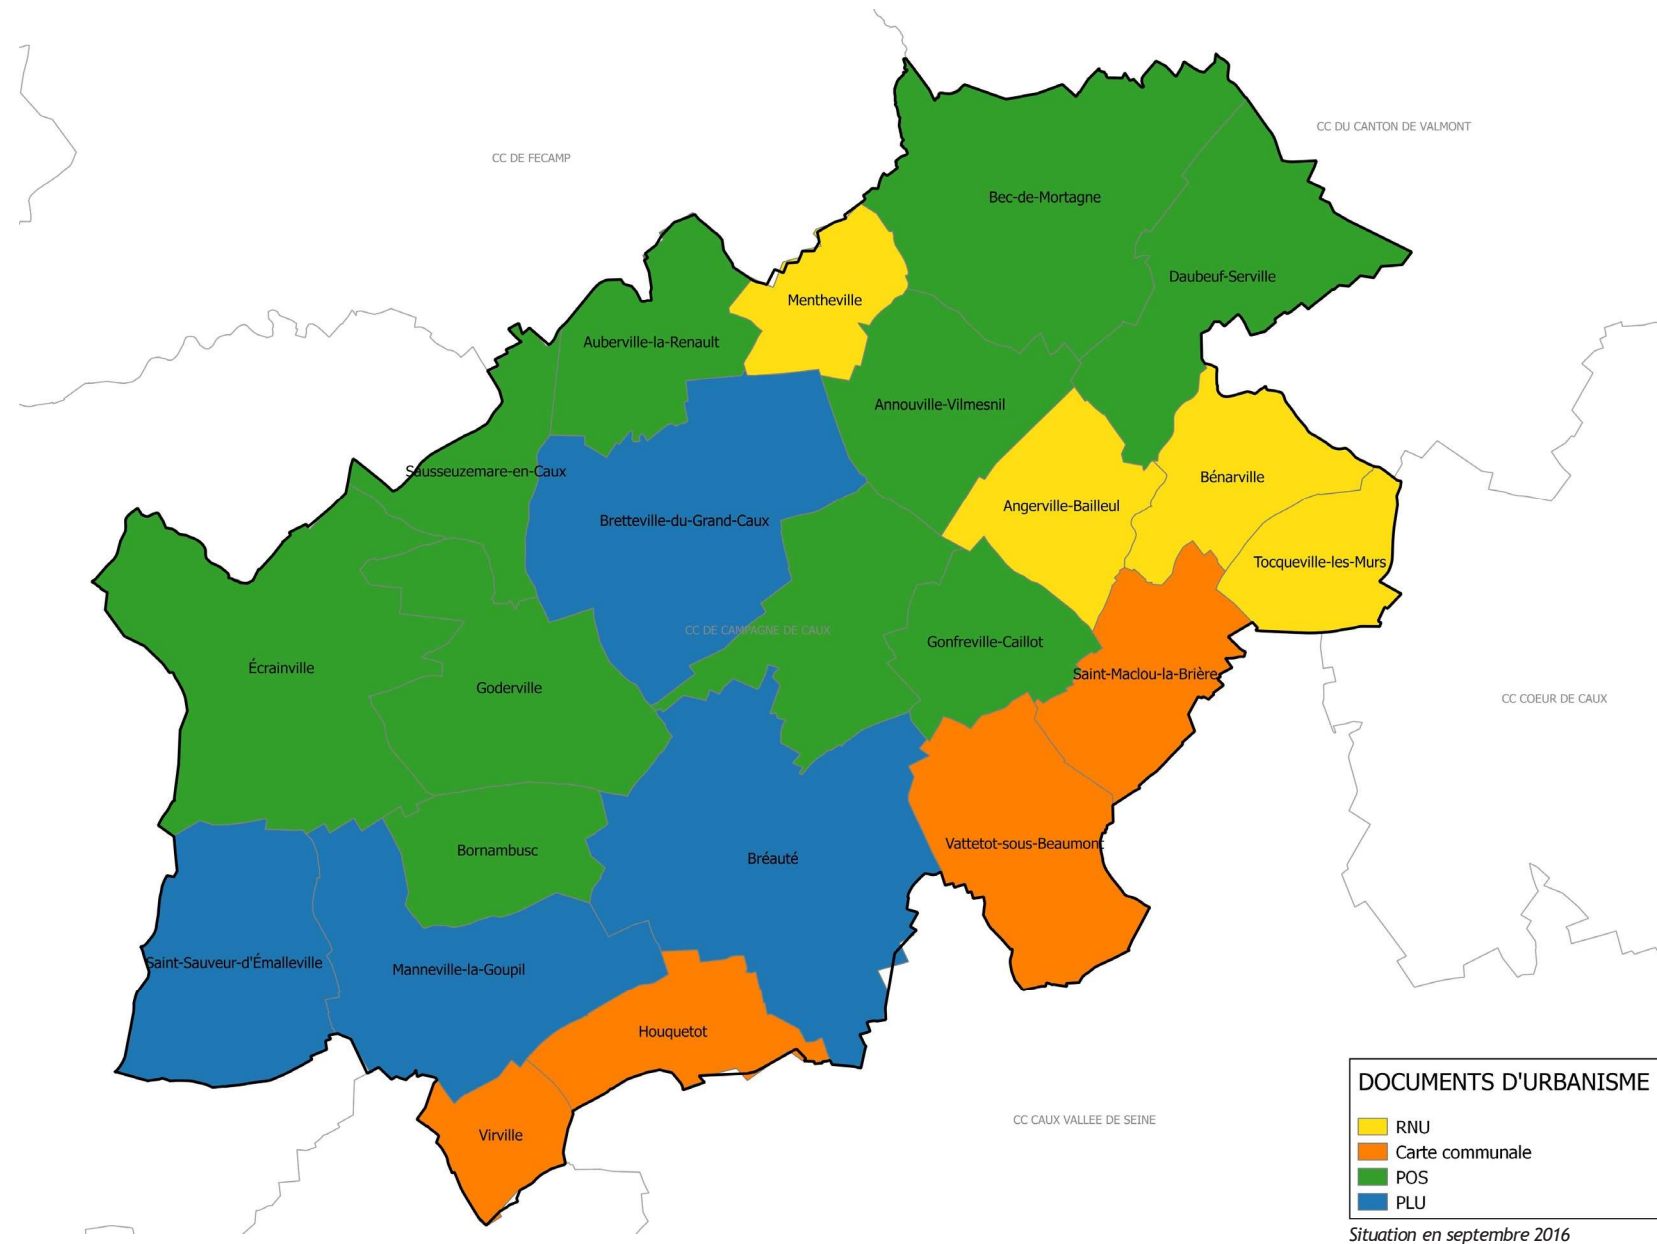 CC DU CANTON DE VALMONT
CC DE FECAMP
Bec-de-Mortagne
Daubeuf-Serville
Mentheville
Auberville-la-Renault
Annouville-Vilmesnil
Sausseuzemare-en-Caux
Bénarville
Angerville-Bailleul
Bretteville-du-Grand-Caux
Tocqueville-les-Murs
CC DE CAMPAGNE DE CAUX
Gonfreville-Caillot
Écrainville
Saint-Maclou-la-Brière
Goderville
CC COEUR DE CAUX
Vattetot-sous-Beaumont
Bornambusc
Bréauté
Saint-Sauveur-d'Émalleville
Manneville-la-Goupil
Houquetot
CC CAUX VALLEE DE SEINE
Virville
DOCUMENTS D'URBANISME
RNU
Carte communale
POS
PLU
Situation en septembre 2016